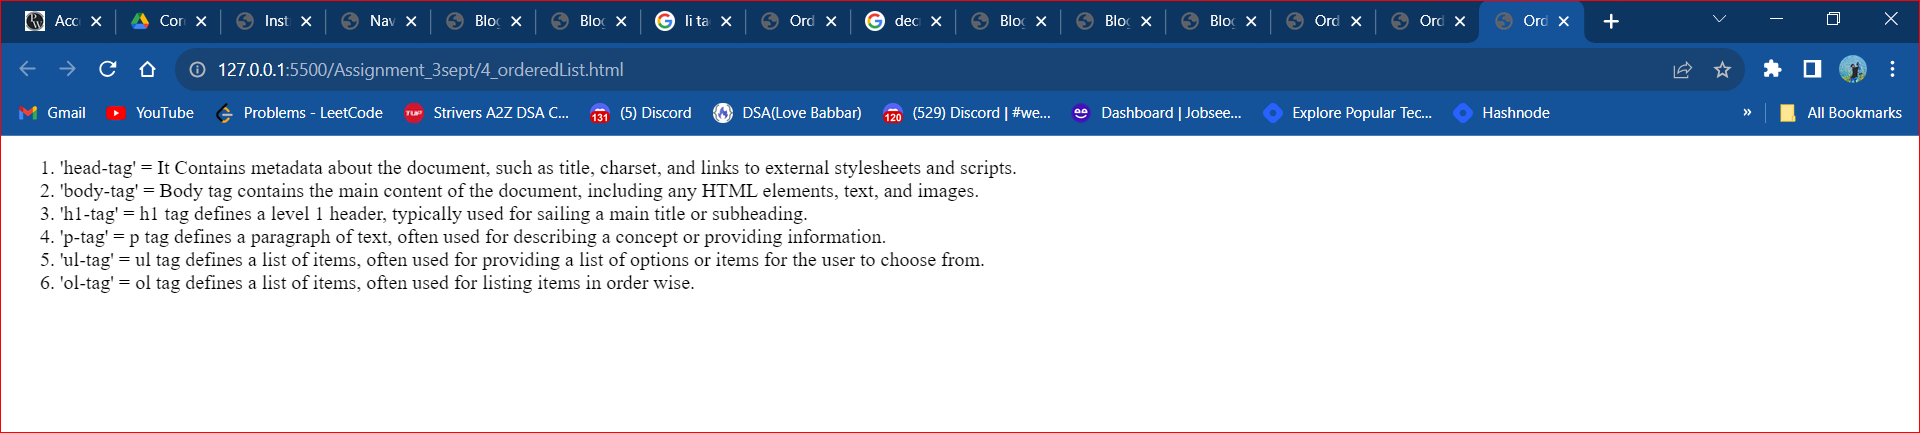 Acc Con Inst Nav Blog Blog li ta Ord dec Blog Blog Blog Ord Ord Ord
127.0.0.1:5500/Assignment_3sept/4_orderedList.html
Gmail YouTube Problems - LeetCode Strivers A2Z DSA C... 131 (5) Discord DSA(Love Babbar) 120 (529) Discord | #we... Dashboard | Jobsee... Explore Popular Tec... Hashnode » All Bookmarks
1. 'head-tag' = It Contains metadata about the document, such as title, charset, and links to external stylesheets and scripts.
2. 'body-tag' = Body tag contains the main content of the document, including any HTML elements, text, and images.
3. 'h1-tag' = h1 tag defines a level 1 header, typically used for sailing a main title or subheading.
4. 'p-tag' = p tag defines a paragraph of text, often used for describing a concept or providing information.
5. 'ul-tag' = ul tag defines a list of items, often used for providing a list of options or items for the user to choose from.
6. 'ol-tag' = ol tag defines a list of items, often used for listing items in order wise.